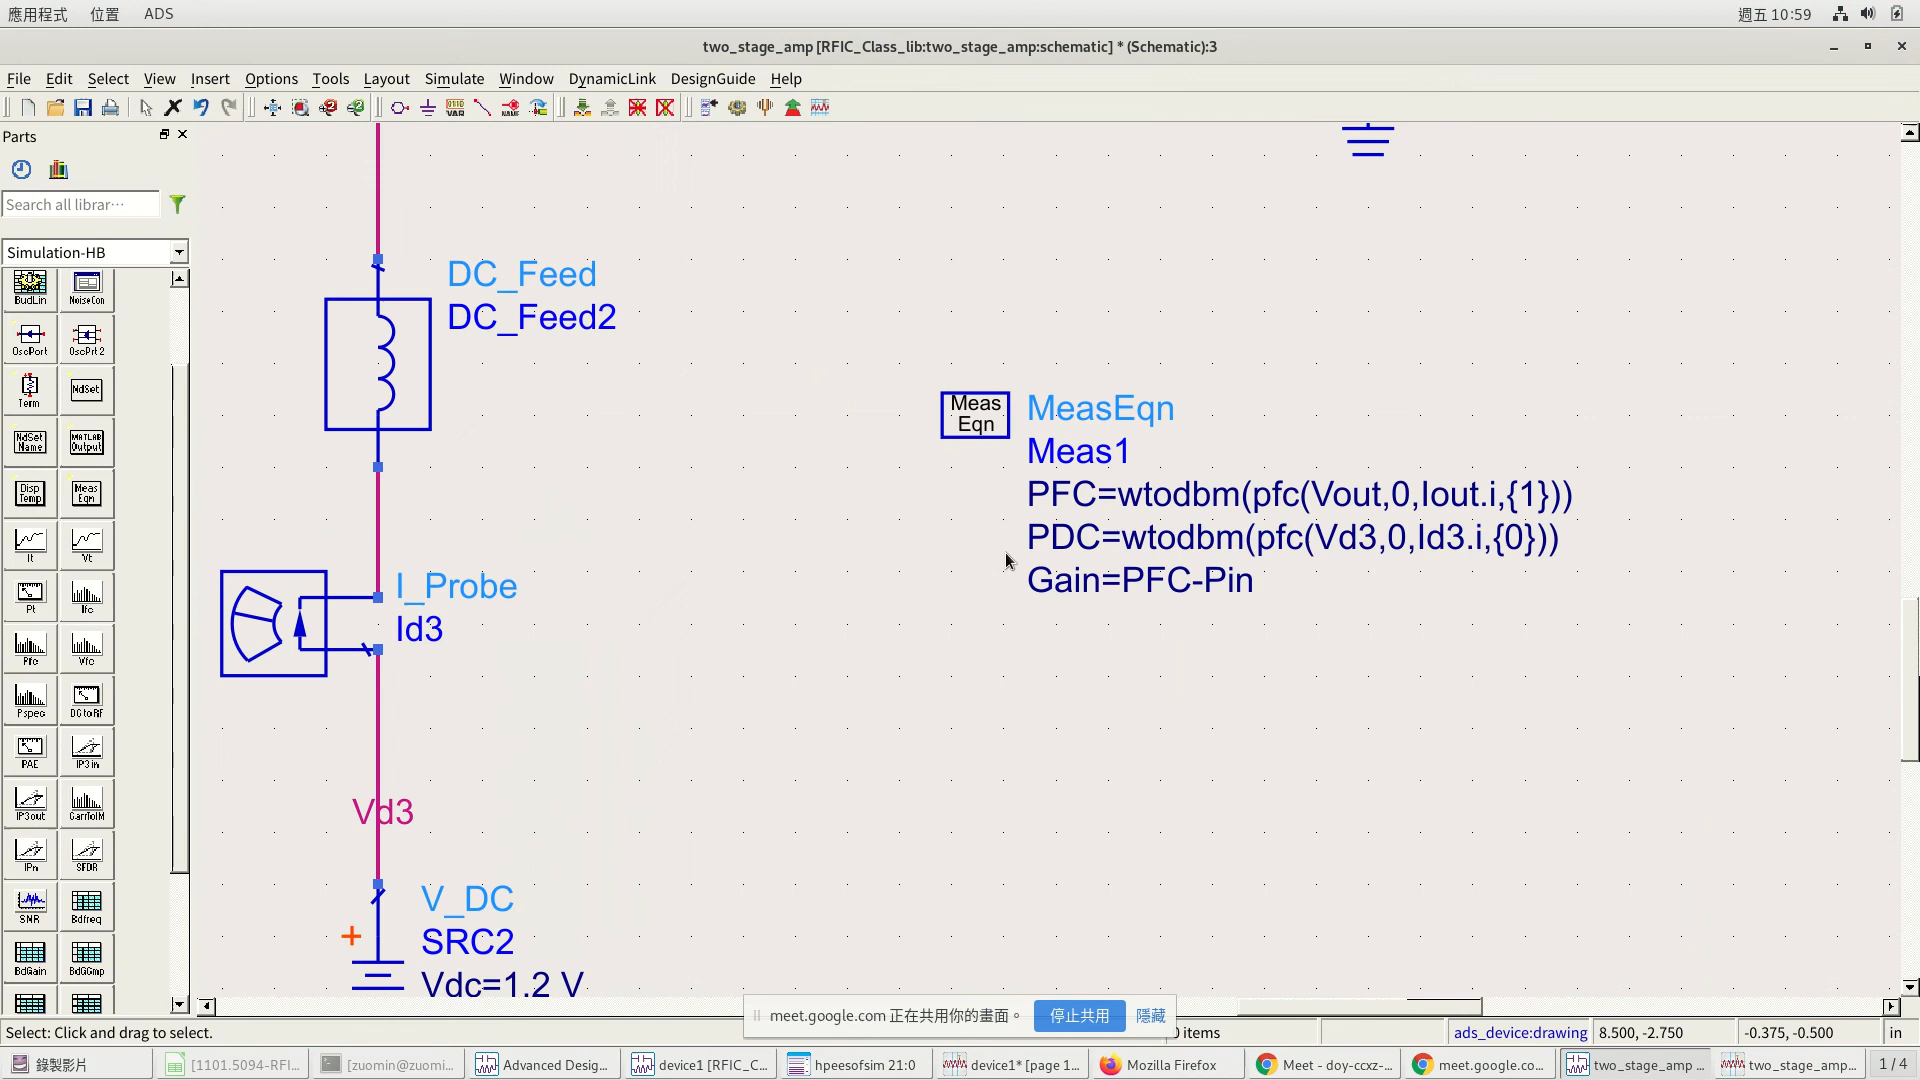 應用程式 位置 ADS 週五 10:59
two_stage_amp [RFIC_Class_lib:two_stage_amp:schematic] * (Schematic):3
File Edit Select View Insert Options Tools Layout Simulate Window DynamicLink DesignGuide Help
Parts
Search all librar···
Simulation-HB
BudLin NoiseCon
OscPort OscPrt2
Term NdSet
NdSet Name MATLAB Output
Disp Temp Meas Eqn
It Vt
Pt Ifc
Pfc Vfc
Pspec DCtoRF
PAE IP3in
IP3out CarrToIM
IPn SFDR
SNR Bdfreq
BdGain BdGCmp
DC_Feed
DC_Feed2
Meas
Eqn
MeasEqn
Meas1
PFC=wtodbm(pfc(Vout,0,Iout.i,{1}))
PDC=wtodbm(pfc(Vd3,0,Id3.i,{0}))
Gain=PFC-Pin
I_Probe
Id3
Vd3
V_DC
SRC2
Vdc=1.2 V
meet.google.com 正在共用你的畫面。 停止共用 隱藏
Select: Click and drag to select. items ads_device:drawing 8.500, -2.750 -0.375, -0.500 in
錄製影片 [1101.5094-RFI... [zuomin@zuomi... Advanced Desig... device1 [RFIC_C... hpeesofsim 21:0 device1* [page 1... Mozilla Firefox Meet - doy-ccxz-... meet.google.co... two_stage_amp ... two_stage_amp... 1 / 4